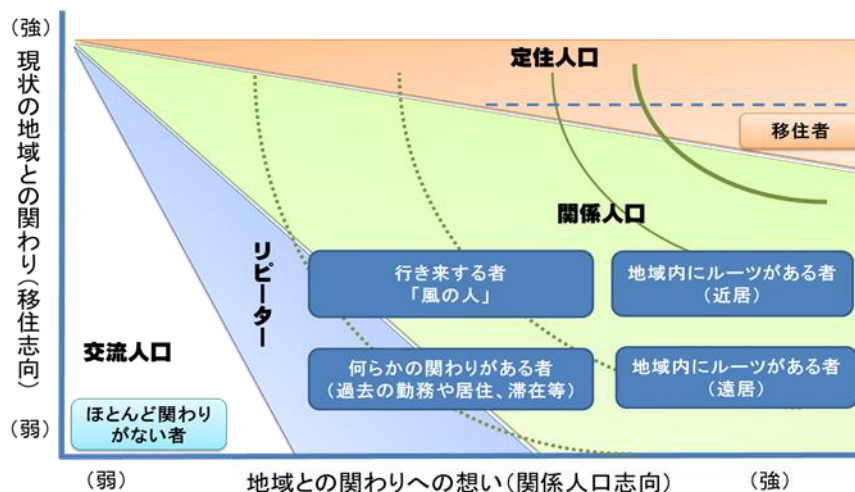 （強）
現状の地域との関わり（移住志向）
（弱）
定住人口
移住者
関係人口
リピーター
行き来する者
「風の人」
地域内にルーツがある者
（近居）
交流人口
何らかの関わりがある者
（過去の勤務や居住、滞在等）
地域内にルーツがある者
（遠居）
ほとんど関わり
がない者
（弱）
地域との関わりへの想い（関係人口志向）
（強）